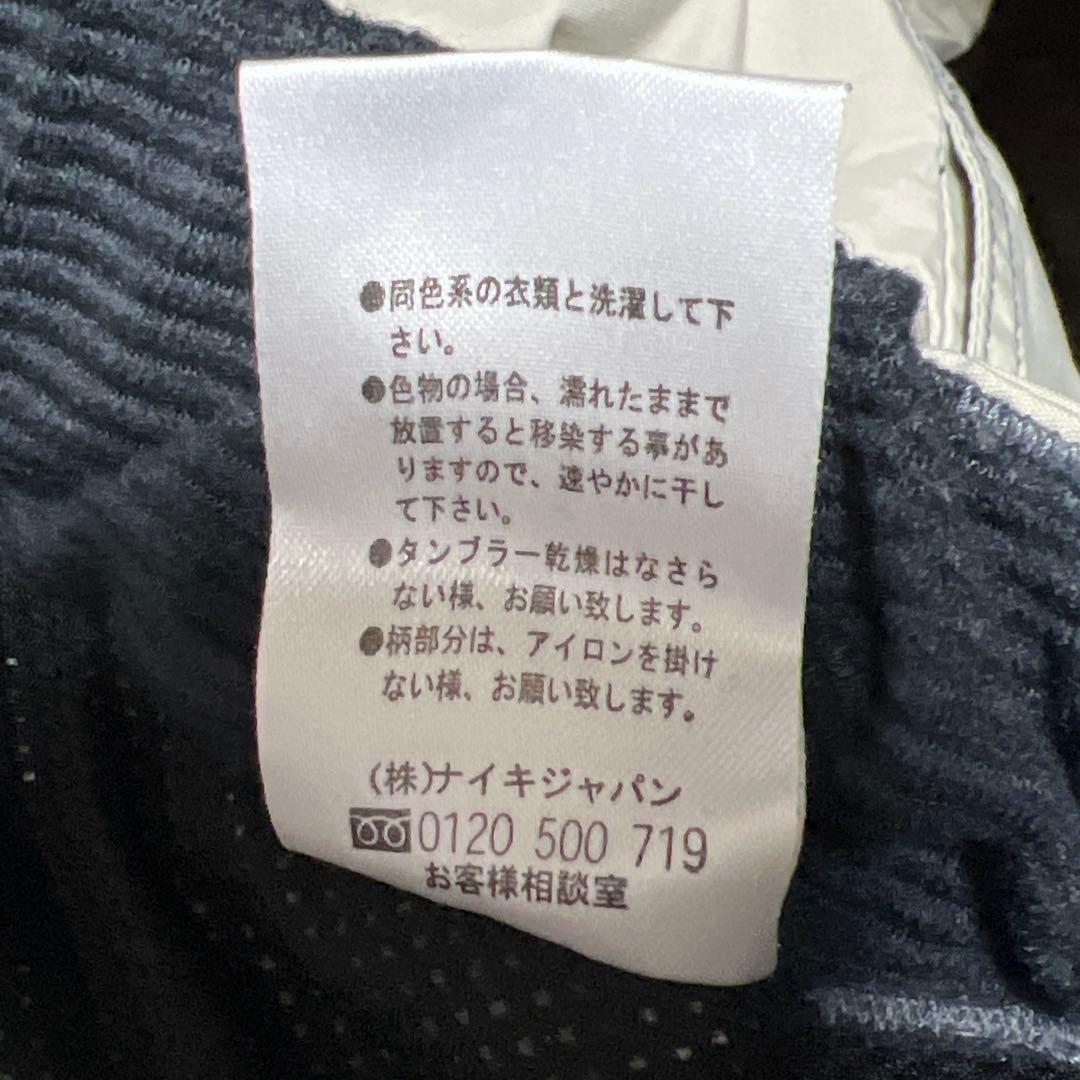 ●同色系の衣類と洗濯して下
さい。
●色物の場合、濡れたままで
放置すると移染する事があ
りますので、速やかに干し
て下さい。
●タンブラー乾燥はなさら
ない様、お願い致します。
●柄部分は、アイロンを掛け
ない様、お願い致します。
(株)ナイキジャパン
0120 500 719
お客様相談室